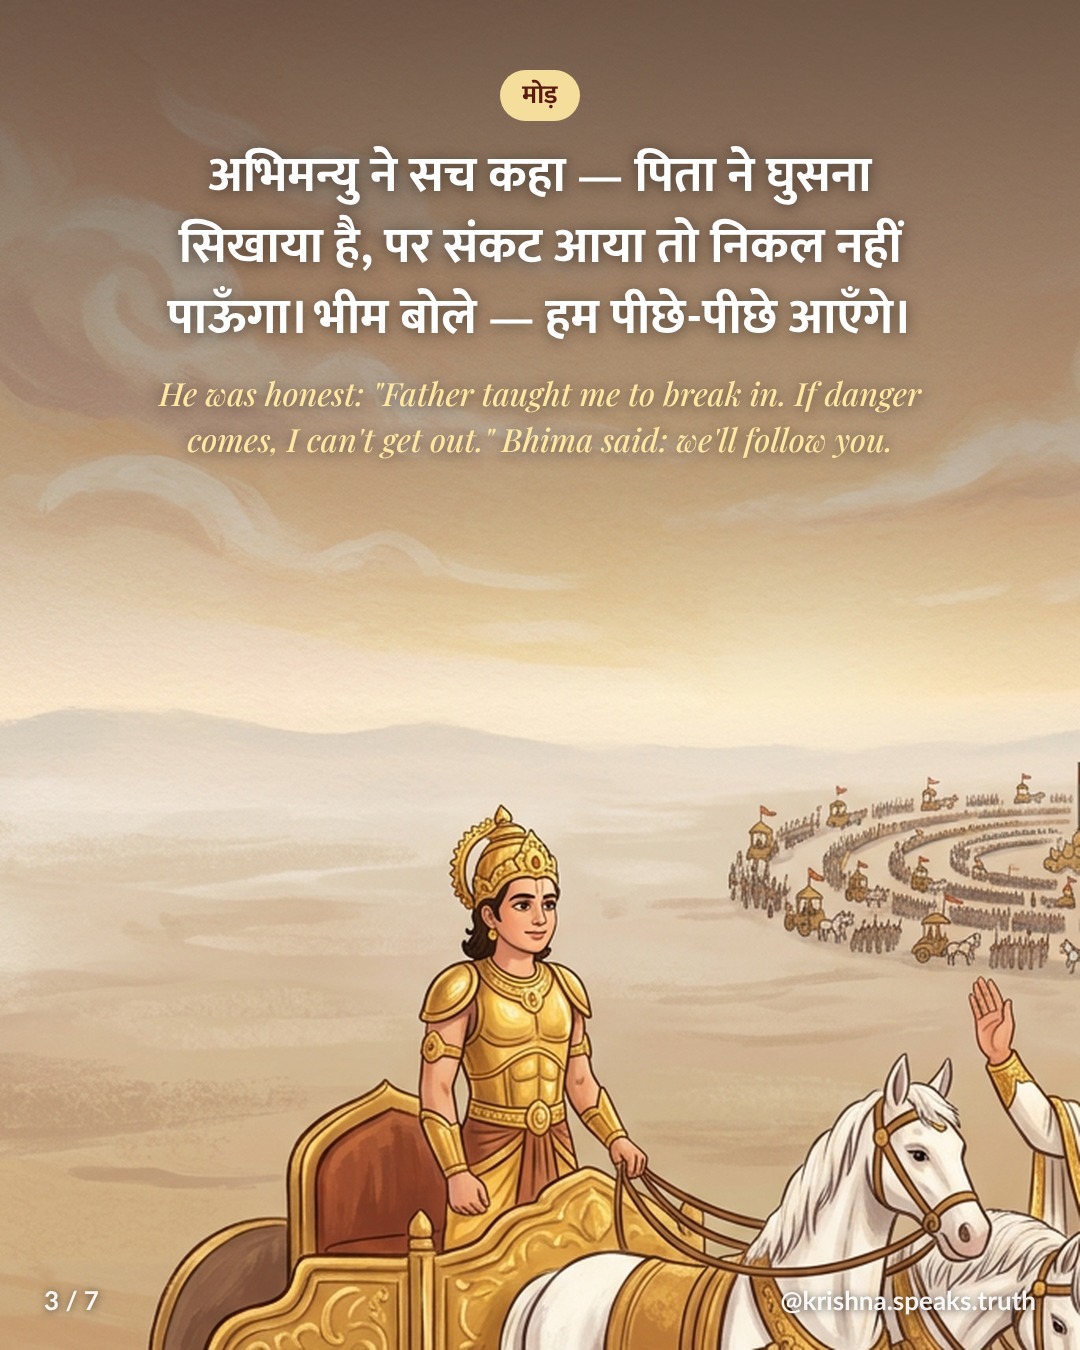 मोड़
अभिमन्यु ने सच कहा — पिता ने घुसना
सिखाया है, पर संकट आया तो निकल नहीं
पाऊँगा। भीम बोले — हम पीछे-पीछे आएँगे।
He was honest: "Father taught me to break in. If danger
comes, I can't get out." Bhima said: we'll follow you.
3 / 7
@krishna.speaks.truth